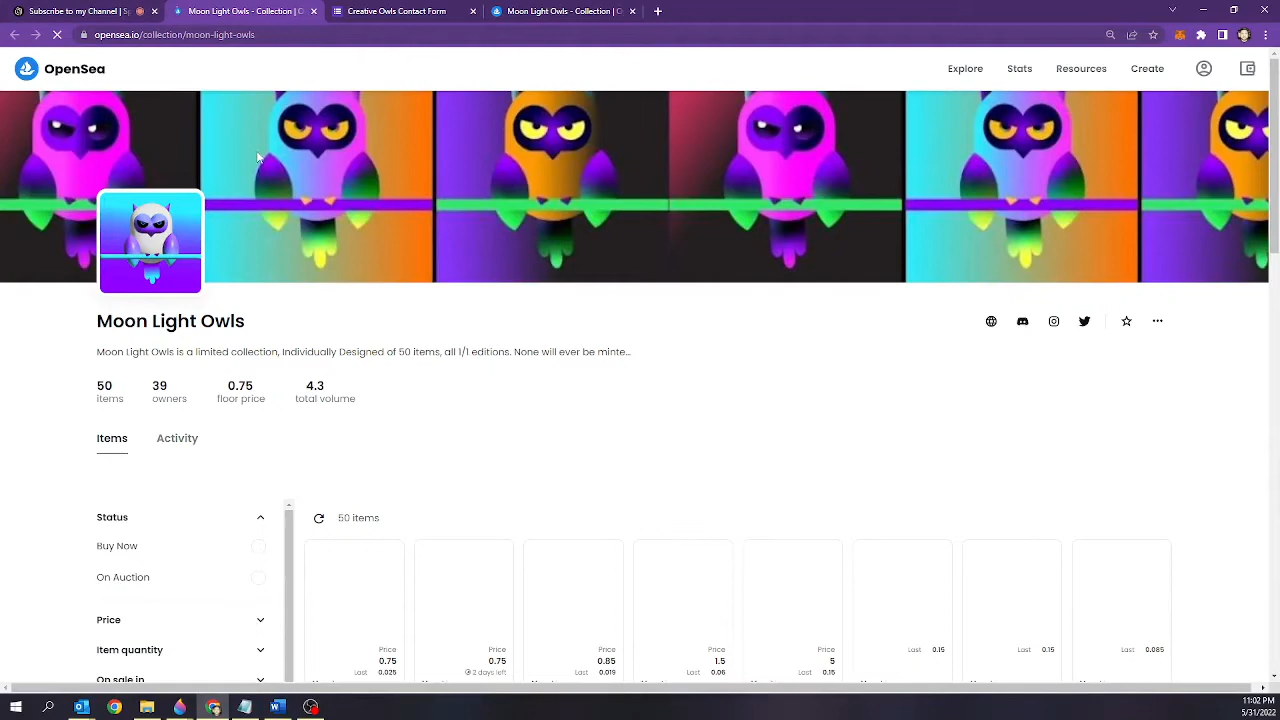 Subscribe to my Channel | Sp
Moon Light Owls - Collection | O
Creative Owls Contact Form
Moon Light Owls - Collection | O
opensea.io/collection/moon-light-owls
OpenSea
Explore
Stats
Resources
Create
Moon Light Owls
Moon Light Owls is a limited collection, Individually Designed of 50 items, all 1/1 editions. None will ever be minte...
50 39 0.75 4.3
items owners floor price total volume
Items Activity
Status
50 items
Buy Now
On Auction
Price
Item quantity
On sale in
Price Price Price Price Price
0.75 0.75 0.85 1.5 5
Last 0.15 Last 0.15 Last 0.085
Last 0.025 2 days left Last 0.019 Last 0.06 Last 0.15
11:02 PM
5/31/2022